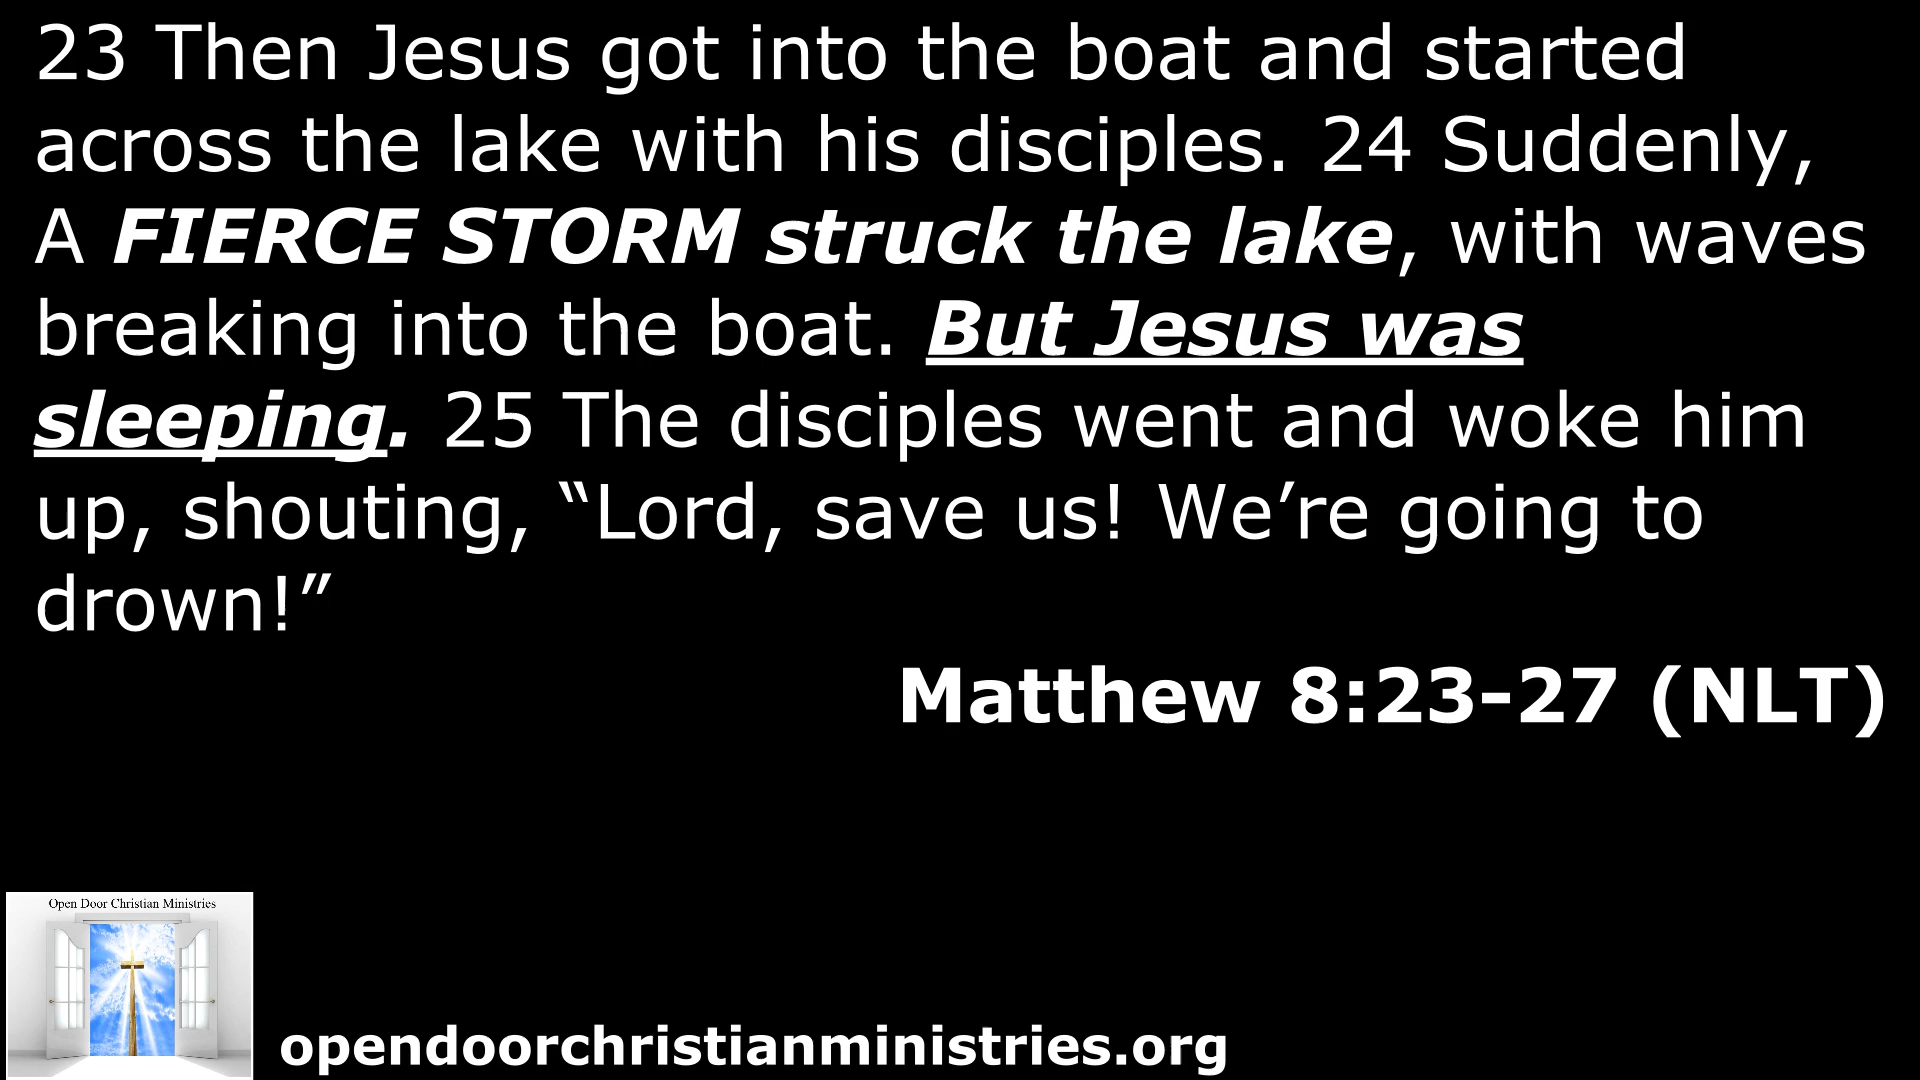 23 Then Jesus got into the boat and started
across the lake with his disciples. 24 Suddenly,
A FIERCE STORM struck the lake, with waves
breaking into the boat. But Jesus was
sleeping. 25 The disciples went and woke him
up, shouting, “Lord, save us! We’re going to
drown!”
Matthew 8:23-27 (NLT)
Open Door Christian Ministries
opendoorchristianministries.org